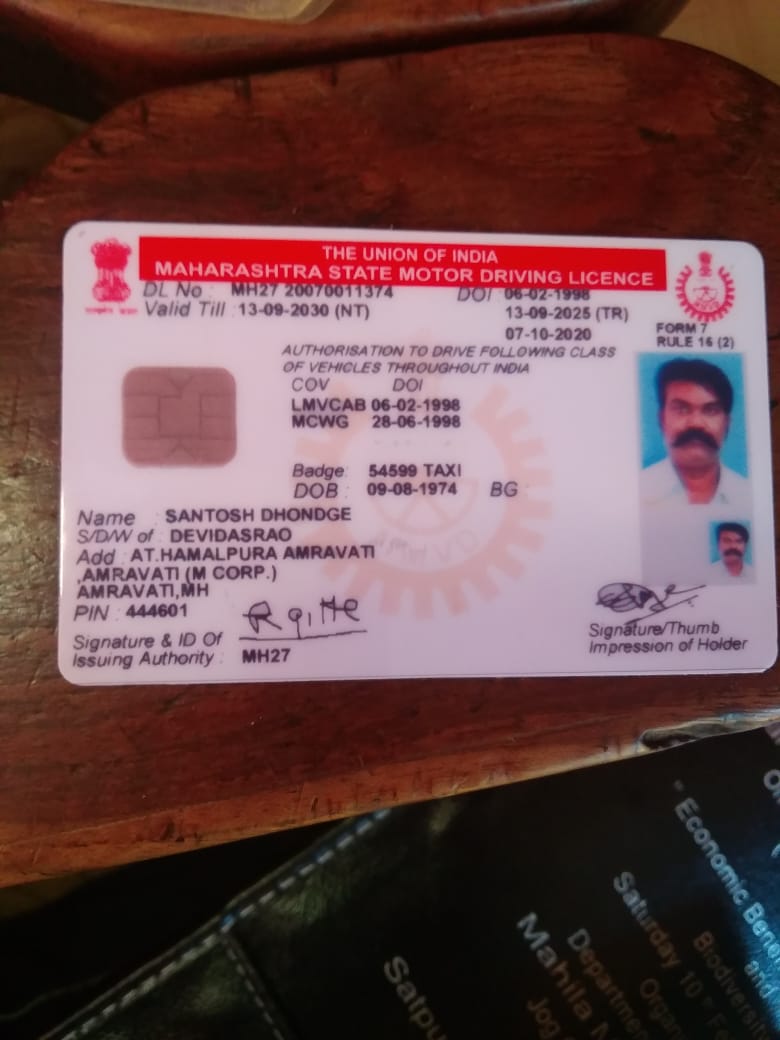 THE UNION OF INDIA
MAHARASHTRA STATE MOTOR DRIVING LICENCE
DL No : MH27 20070011374 DOI : 06-02-1998
Valid Till : 13-09-2030 (NT) 13-09-2025 (TR)
07-10-2020
FORM 7
RULE 16 (2)
AUTHORISATION TO DRIVE FOLLOWING CLASS
OF VEHICLES THROUGHOUT INDIA
COV DOI
LMVCAB 06-02-1998
MCWG 28-06-1998
Badge: 54599 TAXI
DOB : 09-08-1974 BG
Name : SANTOSH DHONDGE
S/D/W of : DEVIDASRAO
Add : AT.HAMALPURA AMRAVATI
,AMRAVATI (M CORP.)
AMRAVATI,MH
PIN : 444601
Signature & ID Of
Issuing Authority : MH27
Signature/Thumb
Impression of Holder
"Economic
and
Biodiversi
Saturday 10
Organ
Departmen
Mahila
Jog
Satpu